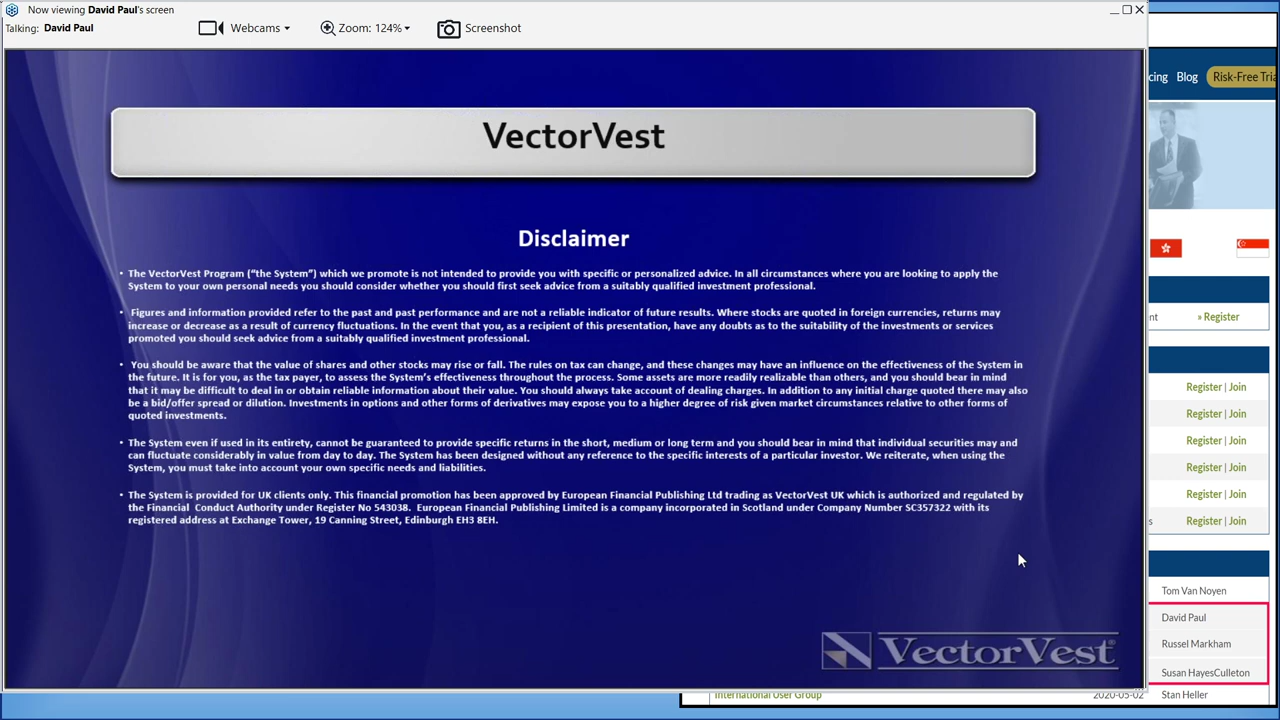 Now viewing David Paul's screen
Talking: David Paul
Webcams
Zoom: 124%
Screenshot
VectorVest
Disclaimer
• The VectorVest Program (“the System”) which we promote is not intended to provide you with specific or personalized advice. In all circumstances where you are looking to apply the
System to your own personal needs you should consider whether you should first seek advice from a suitably qualified investment professional.
• Figures and information provided refer to the past and past performance and are not a reliable indicator of future results. Where stocks are quoted in foreign currencies, returns may
increase or decrease as a result of currency fluctuations. In the event that you, as a recipient of this presentation, have any doubts as to the suitability of the investments or services
promoted you should seek advice from a suitably qualified investment professional.
• You should be aware that the value of shares and other stocks may rise or fall. The rules on tax can change, and these changes may have an influence on the effectiveness of the System in
the future. It is for you, as the tax payer, to assess the System’s effectiveness throughout the process. Some assets are more readily realizable than others, and you should bear in mind
that it may be difficult to deal in or obtain reliable information about their value. You should always take account of dealing charges. In addition to any initial charge quoted there may also
be a bid/offer spread or dilution. Investments in options and other forms of derivatives may expose you to a higher degree of risk given market circumstances relative to other forms of
quoted investments.
• The System even if used in its entirety, cannot be guaranteed to provide specific returns in the short, medium or long term and you should bear in mind that individual securities may and
can fluctuate considerably in value from day to day. The System has been designed without any reference to the specific interests of a particular investor. We reiterate, when using the
System, you must take into account your own specific needs and liabilities.
• The System is provided for UK clients only. This financial promotion has been approved by European Financial Publishing Ltd trading as VectorVest UK which is authorized and regulated by
the Financial Conduct Authority under Register No 543038. European Financial Publishing Limited is a company incorporated in Scotland under Company Number SC357322 with its
registered address at Exchange Tower, 19 Canning Street, Edinburgh EH3 8EH.
VectorVest®
cing Blog Risk-Free Tria
nt » Register
Register | Join
Register | Join
Register | Join
Register | Join
Register | Join
s Register | Join
Tom Van Noyen
David Paul
Russel Markham
Susan HayesCulleton
International User Group 2020-05-02 Stan Heller